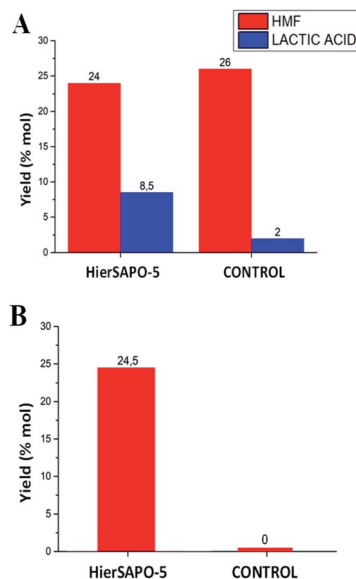 A
HMF
LACTIC ACID
Yield (% mol)
30
25
20
15
10
5
0
24
8,5
26
2
HierSAPO-5 CONTROL
B
Yield (% mol)
30
25
20
15
10
5
0
24,5
0
HierSAPO-5 CONTROL